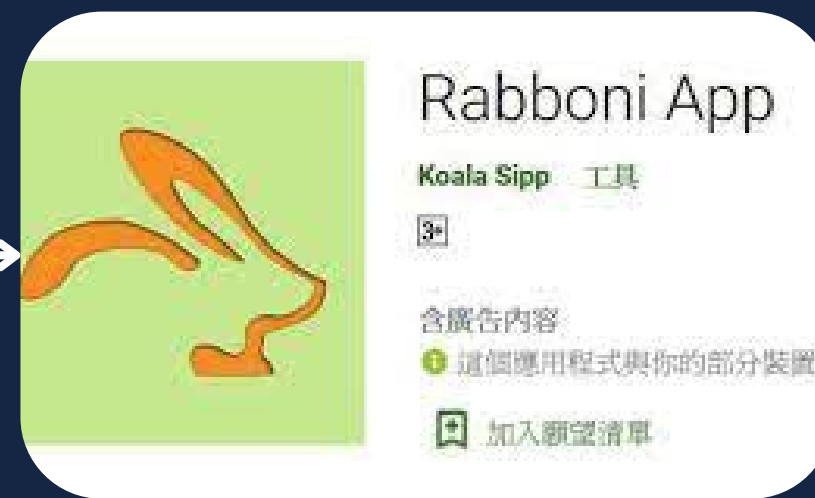 Rabboni App
Koala Sipp 工具
3+
含廣告內容
這個應用程式與你的部分裝置
加入願望清單